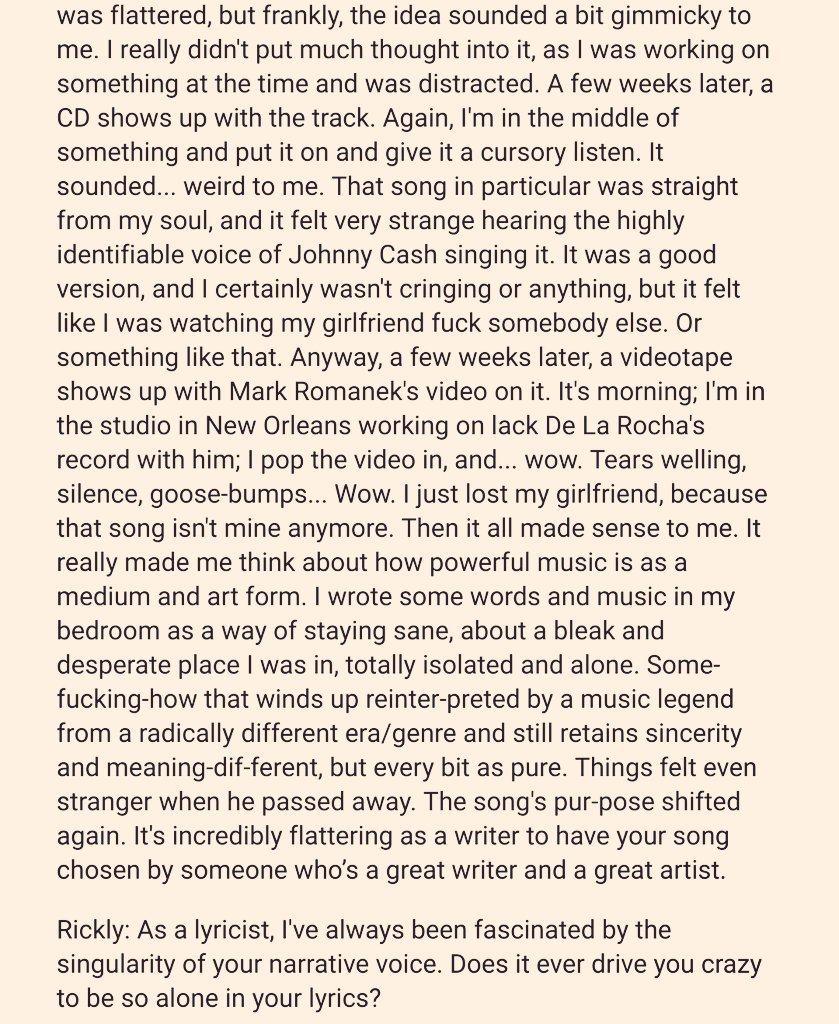 was flattered, but frankly, the idea sounded a bit gimmicky to
me. I really didn't put much thought into it, as I was working on
something at the time and was distracted. A few weeks later, a
CD shows up with the track. Again, I'm in the middle of
something and put it on and give it a cursory listen. It
sounded... weird to me. That song in particular was straight
from my soul, and it felt very strange hearing the highly
identifiable voice of Johnny Cash singing it. It was a good
version, and I certainly wasn't cringing or anything, but it felt
like I was watching my girlfriend fuck somebody else. Or
something like that. Anyway, a few weeks later, a videotape
shows up with Mark Romanek's video on it. It's morning; I'm in
the studio in New Orleans working on lack De La Rocha's
record with him; I pop the video in, and... wow. Tears welling,
silence, goose-bumps... Wow. I just lost my girlfriend, because
that song isn't mine anymore. Then it all made sense to me. It
really made me think about how powerful music is as a
medium and art form. I wrote some words and music in my
bedroom as a way of staying sane, about a bleak and
desperate place I was in, totally isolated and alone. Some-
fucking-how that winds up reinter-preted by a music legend
from a radically different era/genre and still retains sincerity
and meaning-dif-ferent, but every bit as pure. Things felt even
stranger when he passed away. The song's pur-pose shifted
again. It's incredibly flattering as a writer to have your song
chosen by someone who’s a great writer and a great artist.
Rickly: As a lyricist, I've always been fascinated by the
singularity of your narrative voice. Does it ever drive you crazy
to be so alone in your lyrics?